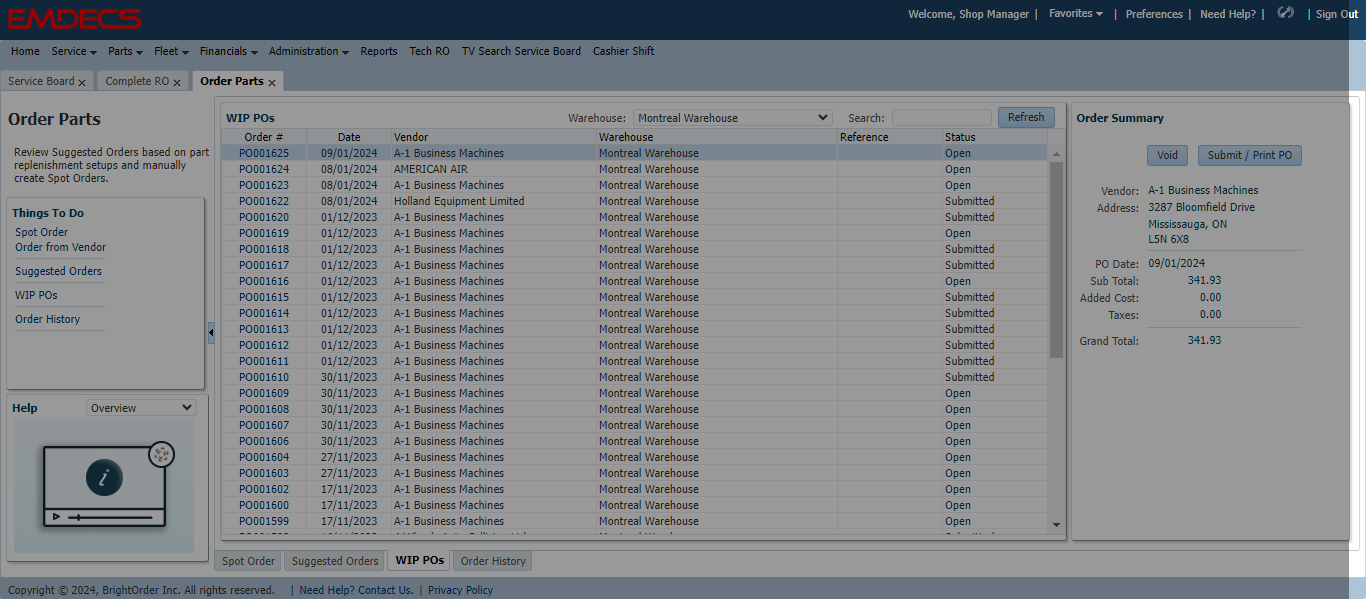 EMDECS
Welcome, Shop Manager | Favorites | Preferences | Need Help? | | Sign Out
Home Service Parts Fleet Financials Administration Reports Tech RO TV Search Service Board Cashier Shift
Service Board x Complete RO x Order Parts x
Order Parts
Review Suggested Orders based on part
replenishment setups and manually
create Spot Orders.
Things To Do
Spot Order
Order from Vendor
Suggested Orders
WIP POs
Order History
Help Overview
i
WIP POs Warehouse: Montreal Warehouse Search: Refresh
Order # Date Vendor Warehouse Reference Status
PO001625 09/01/2024 A-1 Business Machines Montreal Warehouse Open
PO001624 08/01/2024 AMERICAN AIR Montreal Warehouse Open
PO001623 08/01/2024 A-1 Business Machines Montreal Warehouse Open
PO001622 08/01/2024 Holland Equipment Limited Montreal Warehouse Submitted
PO001620 01/12/2023 A-1 Business Machines Montreal Warehouse Submitted
PO001619 01/12/2023 A-1 Business Machines Montreal Warehouse Open
PO001618 01/12/2023 A-1 Business Machines Montreal Warehouse Submitted
PO001617 01/12/2023 A-1 Business Machines Montreal Warehouse Submitted
PO001616 01/12/2023 A-1 Business Machines Montreal Warehouse Open
PO001615 01/12/2023 A-1 Business Machines Montreal Warehouse Submitted
PO001614 01/12/2023 A-1 Business Machines Montreal Warehouse Submitted
PO001613 01/12/2023 A-1 Business Machines Montreal Warehouse Submitted
PO001612 01/12/2023 A-1 Business Machines Montreal Warehouse Submitted
PO001611 01/12/2023 A-1 Business Machines Montreal Warehouse Submitted
PO001610 30/11/2023 A-1 Business Machines Montreal Warehouse Submitted
PO001609 30/11/2023 A-1 Business Machines Montreal Warehouse Open
PO001608 30/11/2023 A-1 Business Machines Montreal Warehouse Open
PO001607 30/11/2023 A-1 Business Machines Montreal Warehouse Open
PO001606 30/11/2023 A-1 Business Machines Montreal Warehouse Open
PO001604 27/11/2023 A-1 Business Machines Montreal Warehouse Open
PO001603 27/11/2023 A-1 Business Machines Montreal Warehouse Open
PO001602 17/11/2023 A-1 Business Machines Montreal Warehouse Open
PO001600 17/11/2023 A-1 Business Machines Montreal Warehouse Open
PO001599 17/11/2023 A-1 Business Machines Montreal Warehouse Open
Order Summary
Void Submit / Print PO
Vendor: A-1 Business Machines
Address: 3287 Bloomfield Drive
Mississauga, ON
L5N 6X8
PO Date: 09/01/2024
Sub Total: 341.93
Added Cost: 0.00
Taxes: 0.00
Grand Total: 341.93
Spot Order Suggested Orders WIP POs Order History
Copyright © 2024, BrightOrder Inc. All rights reserved. | Need Help? Contact Us. | Privacy Policy